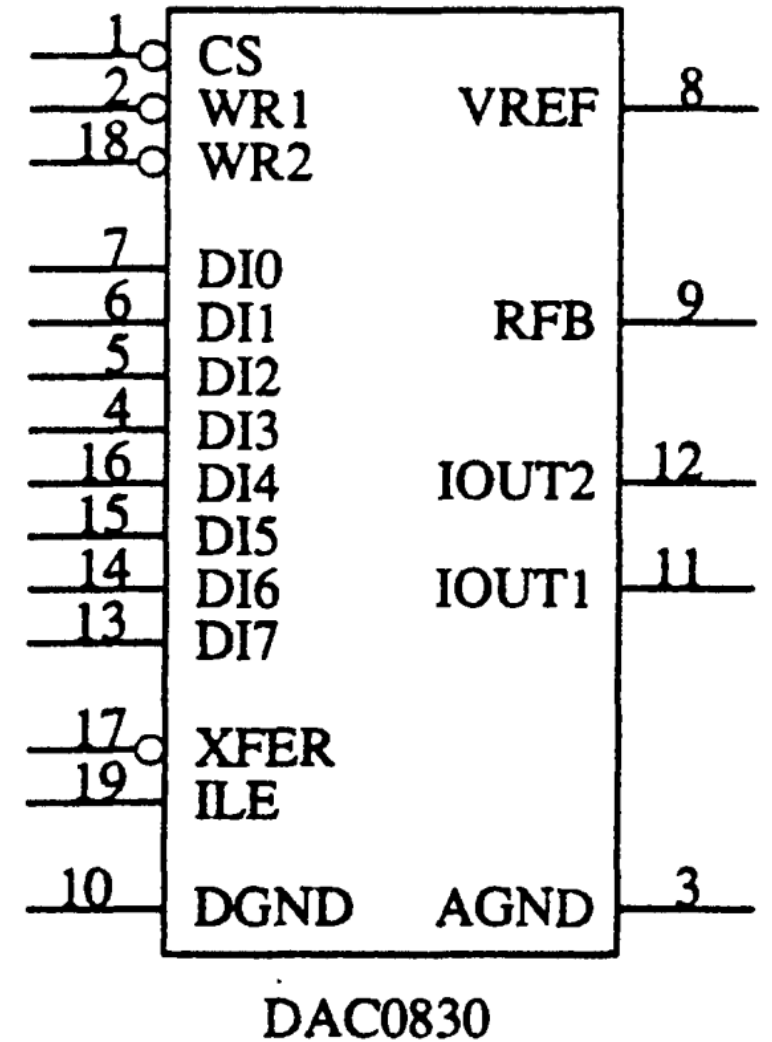 1 CS
2 WR1 VREF 8
18 WR2
7 DI0
6 DI1 RFB 9
5 DI2
4 DI3
16 DI4 IOUT2 12
15 DI5
14 DI6 IOUT1 11
13 DI7
17 XFER
19 ILE
10 DGND AGND 3
DAC0830